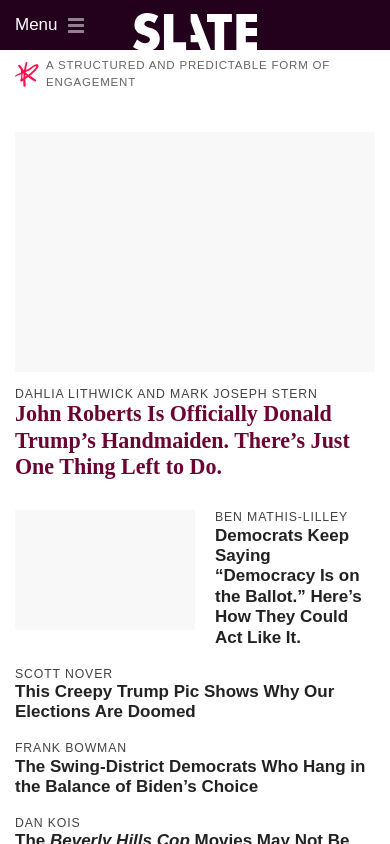 Menu
SLATE
A STRUCTURED AND PREDICTABLE FORM OF
ENGAGEMENT
DAHLIA LITHWICK AND MARK JOSEPH STERN
John Roberts Is Officially Donald
Trump’s Handmaiden. There’s Just
One Thing Left to Do.
BEN MATHIS-LILLEY
Democrats Keep
Saying
“Democracy Is on
the Ballot.” Here’s
How They Could
Act Like It.
SCOTT NOVER
This Creepy Trump Pic Shows Why Our
Elections Are Doomed
FRANK BOWMAN
The Swing-District Democrats Who Hang in
the Balance of Biden’s Choice
DAN KOIS
The Beverly Hills Cop Movies May Not Be